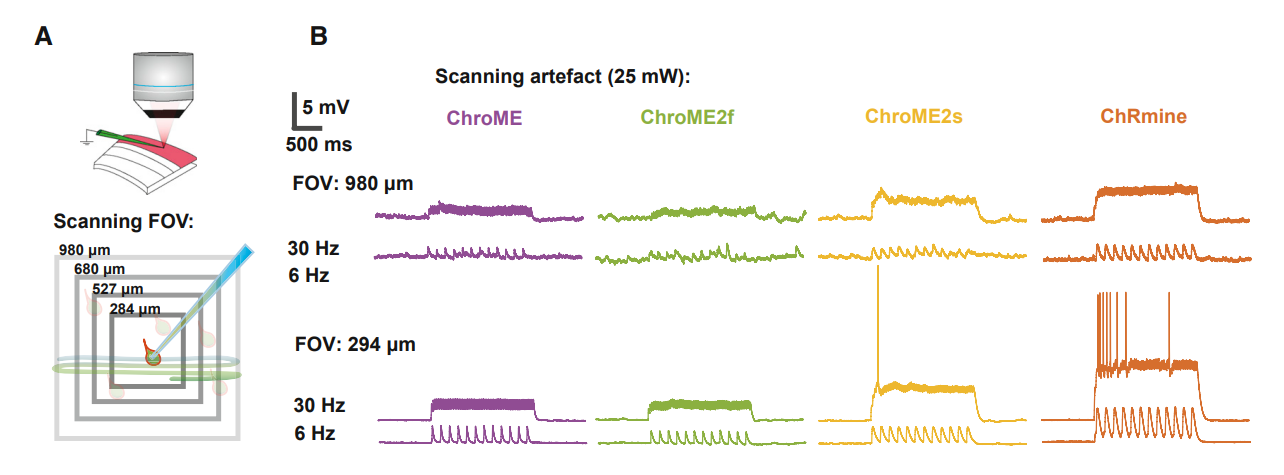 A
B
Scanning artefact (25 mW):
5 mV
500 ms
ChroME
ChroME2f
ChroME2s
ChRmine
FOV: 980 µm
30 Hz
6 Hz
FOV: 294 µm
30 Hz
6 Hz
Scanning FOV:
980 µm
680 µm
527 µm
284 µm